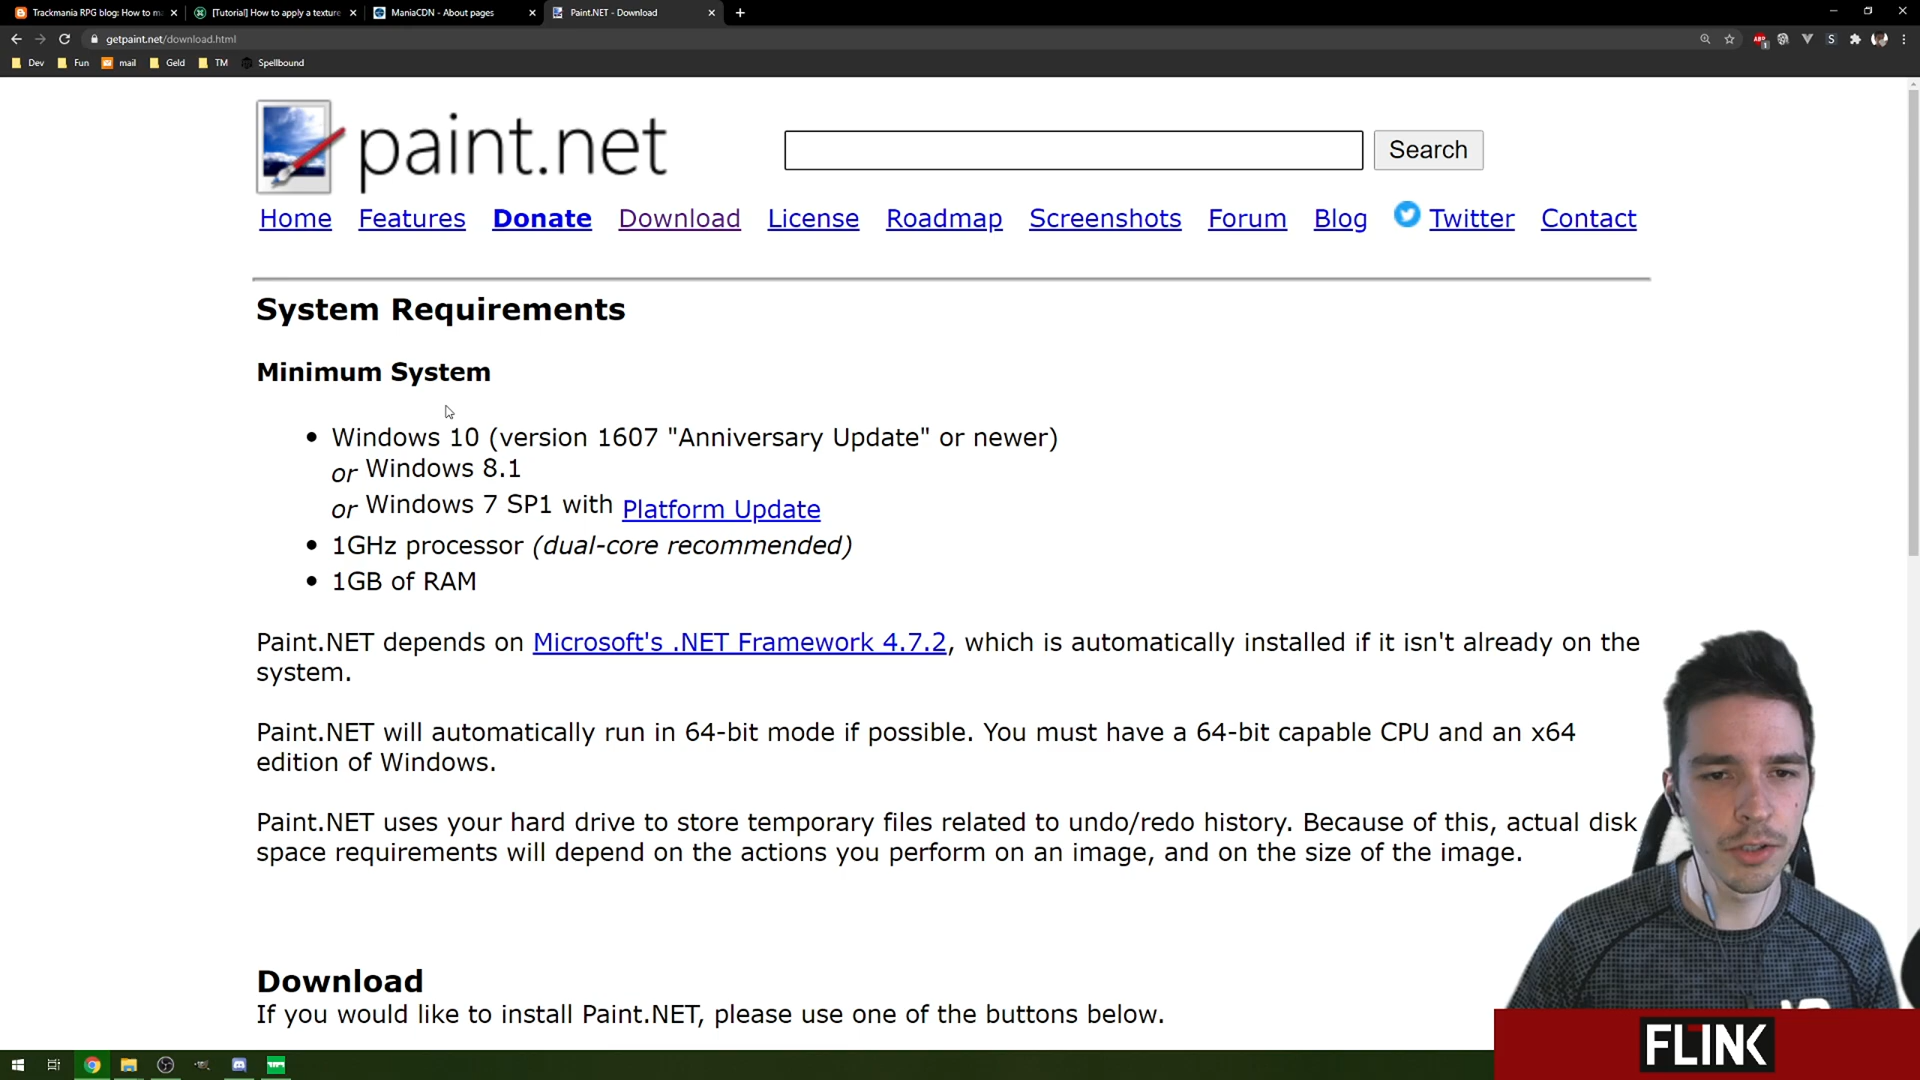 Trackmania RPG blog: How to m
[Tutorial] How to apply a texture
ManiaCDN - About pages
Paint.NET - Download
getpaint.net/download.html
Dev
Fun
mail
Geld
TM
Spellbound
paint.net
Search
Home Features Donate Download License Roadmap Screenshots Forum Blog Twitter Contact
System Requirements
Minimum System
Windows 10 (version 1607 "Anniversary Update" or newer)
or Windows 8.1
or Windows 7 SP1 with Platform Update
1GHz processor (dual-core recommended)
1GB of RAM
Paint.NET depends on Microsoft's .NET Framework 4.7.2, which is automatically installed if it isn't already on the
system.
Paint.NET will automatically run in 64-bit mode if possible. You must have a 64-bit capable CPU and an x64
edition of Windows.
Paint.NET uses your hard drive to store temporary files related to undo/redo history. Because of this, actual disk
space requirements will depend on the actions you perform on an image, and on the size of the image.
Download
If you would like to install Paint.NET, please use one of the buttons below.
FLINK